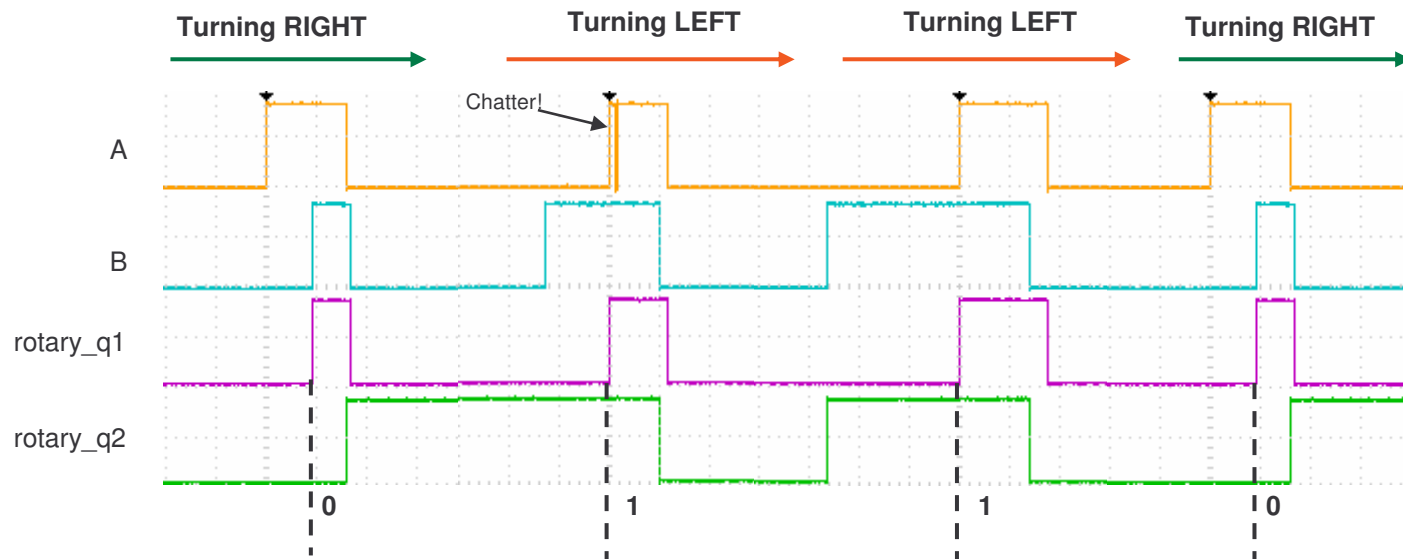 Turning RIGHT
Turning LEFT
Turning LEFT
Turning RIGHT
Chatter!
A
B
rotary_q1
rotary_q2
0
1
1
0